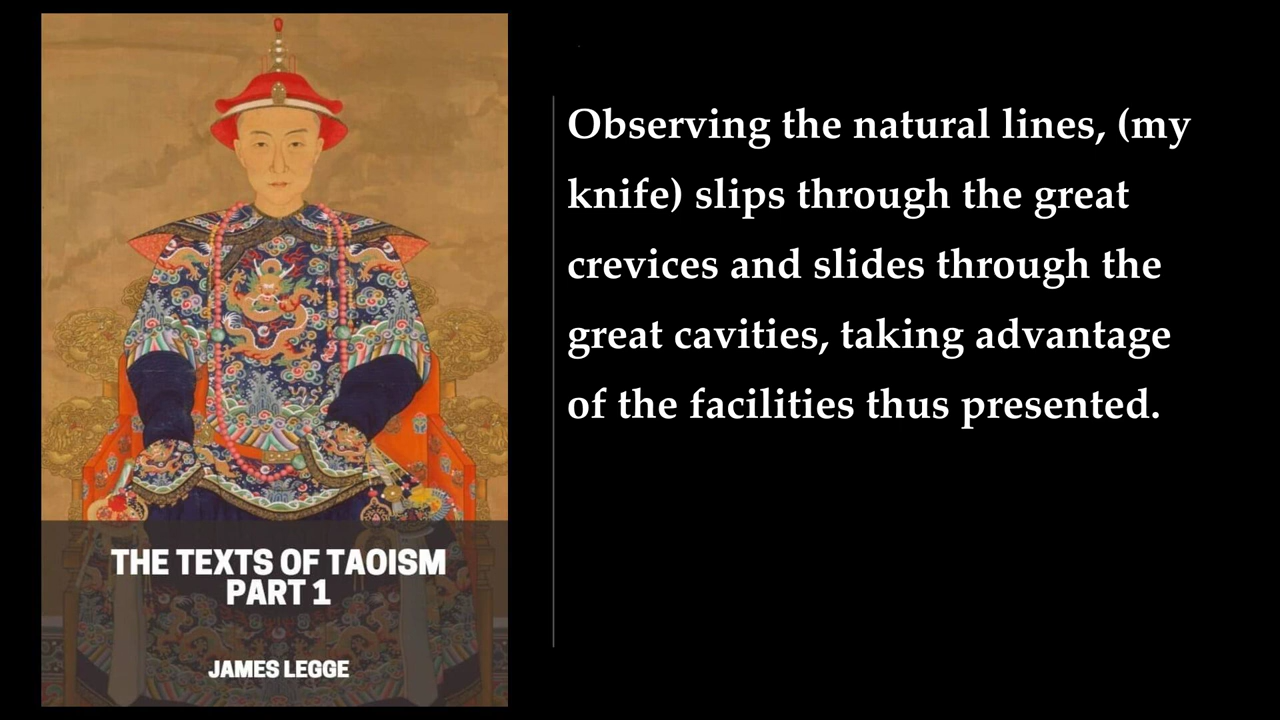 THE TEXTS OF TAOISM
PART 1
JAMES LEGGE
Observing the natural lines, (my
knife) slips through the great
crevices and slides through the
great cavities, taking advantage
of the facilities thus presented.